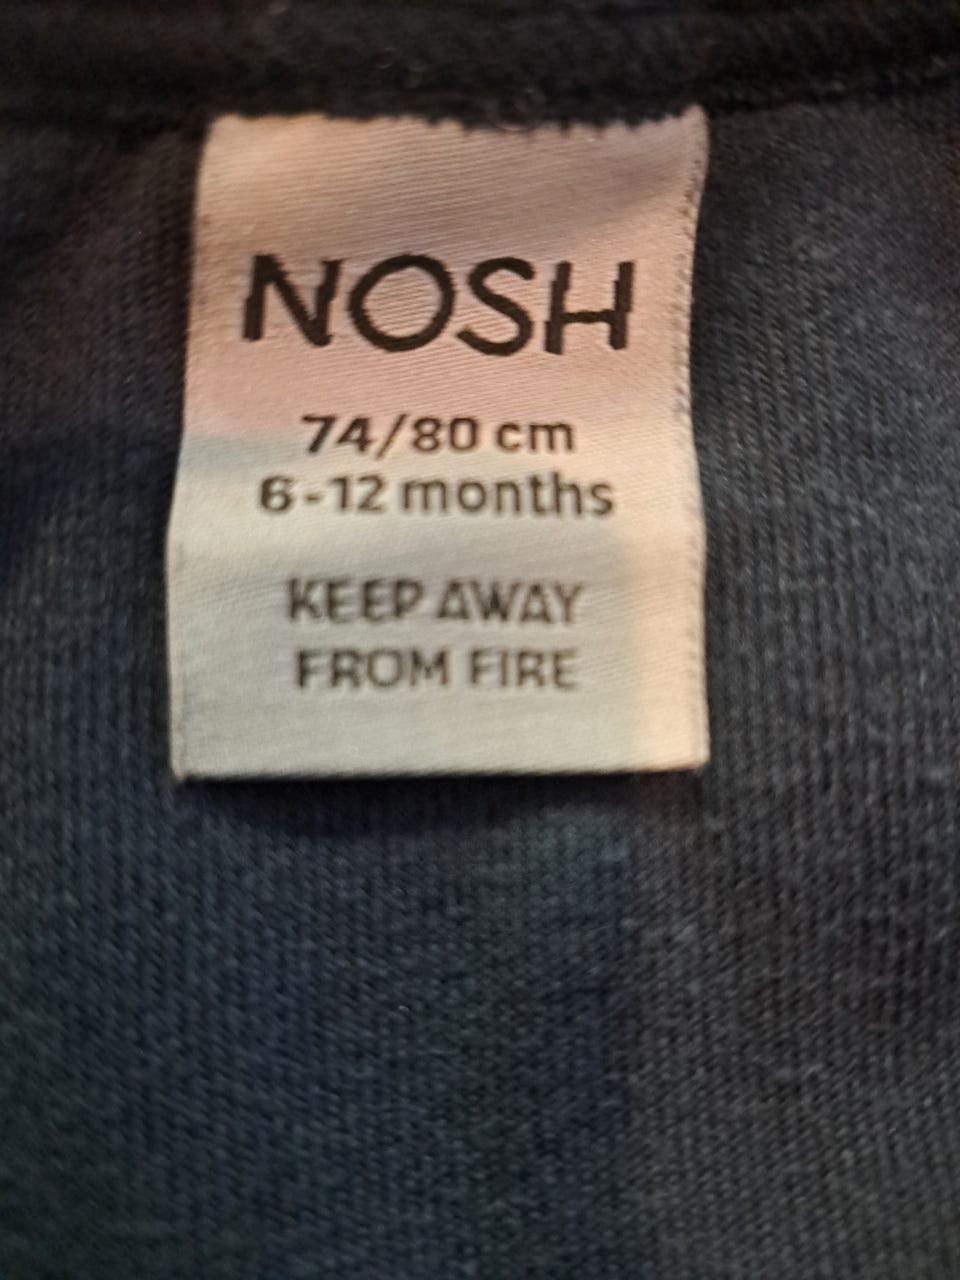 NOSH
74/80 cm
6-12 months
KEEP AWAY
FROM FIRE